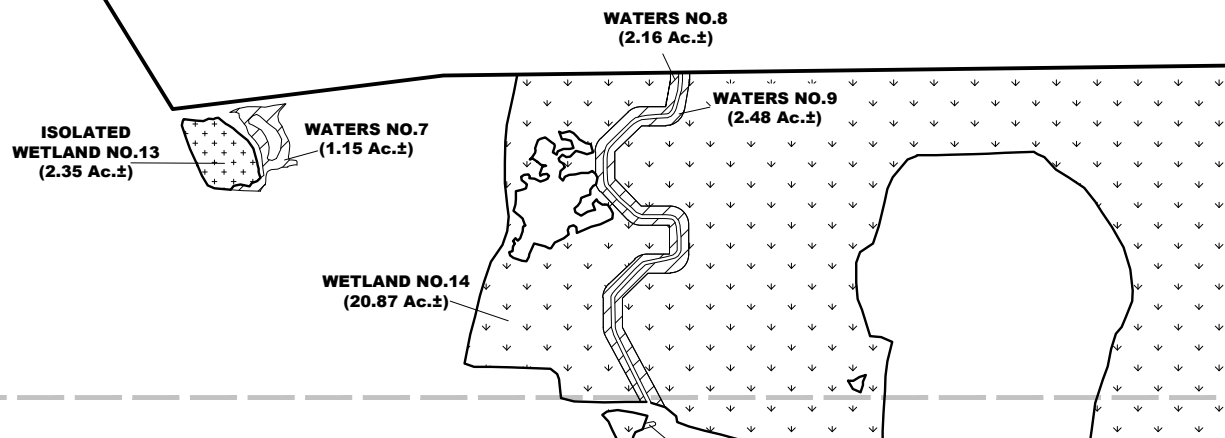 WATERS NO.8
(2.16 Ac.±)
WATERS NO.9
(2.48 Ac.±)
ISOLATED
WETLAND NO.13
(2.35 Ac.±)
WATERS NO.7
(1.15 Ac.±)
WETLAND NO.14
(20.87 Ac.±)